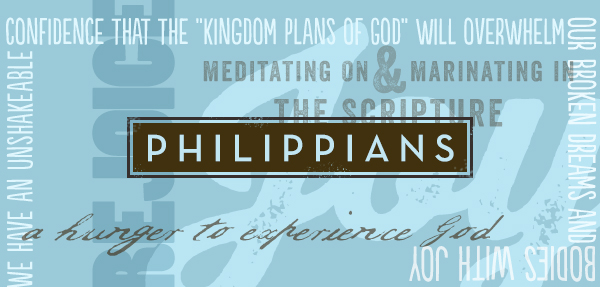 WE HAVE AN UNSHAKEABLE
CONFIDENCE THAT THE "KINGDOM PLANS OF GOD" WILL OVERWHELM
OUR BROKEN DREAMS AND
BODIES WITH JOY
REJOICE
Joy
MEDITATING ON & MARINATING IN
THE SCRIPTURE
PHILIPPIANS
a hunger to experience God